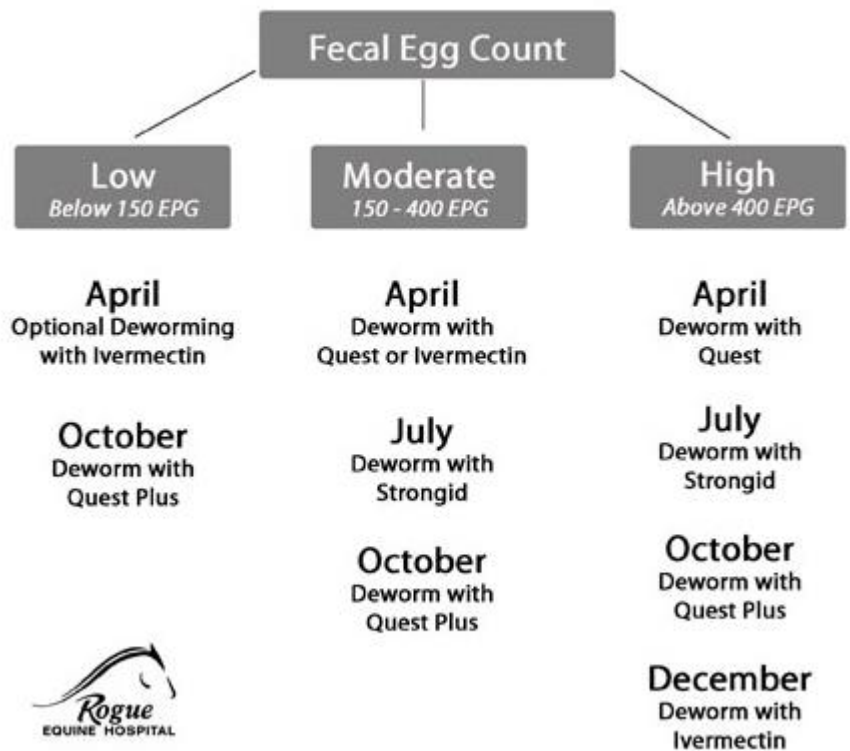 Fecal Egg Count
Low
Below 150 EPG
April
Optional Deworming
with Ivermectin
October
Deworm with
Quest Plus
Moderate
150 - 400 EPG
April
Deworm with
Quest or Ivermectin
July
Deworm with
Strongid
October
Deworm with
Quest Plus
High
Above 400 EPG
April
Deworm with
Quest
July
Deworm with
Strongid
October
Deworm with
Quest Plus
December
Deworm with
Ivermectin
Rogue
EQUINE HOSPITAL